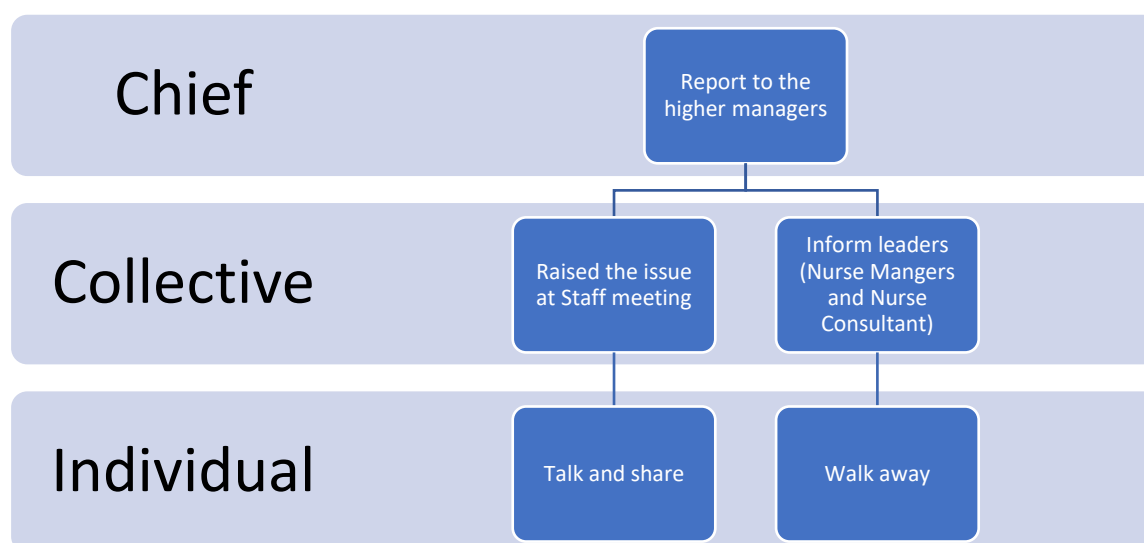 Chief
Report to the
higher managers
Collective
Raised the issue
at Staff meeting
Inform leaders
(Nurse Mangers
and Nurse
Consultant)
Individual
Talk and share
Walk away